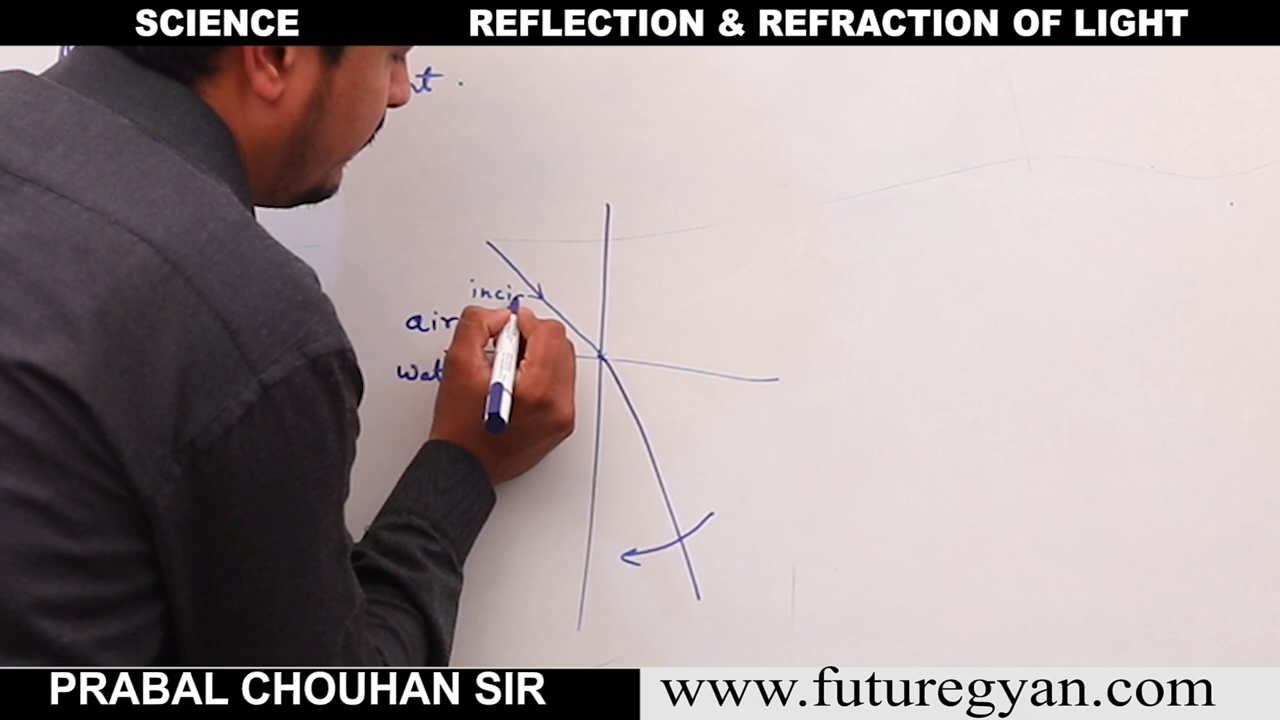 SCIENCE REFLECTION & REFRACTION OF LIGHT
air
PRABAL CHOUHAN SIR www.futuregyan.com